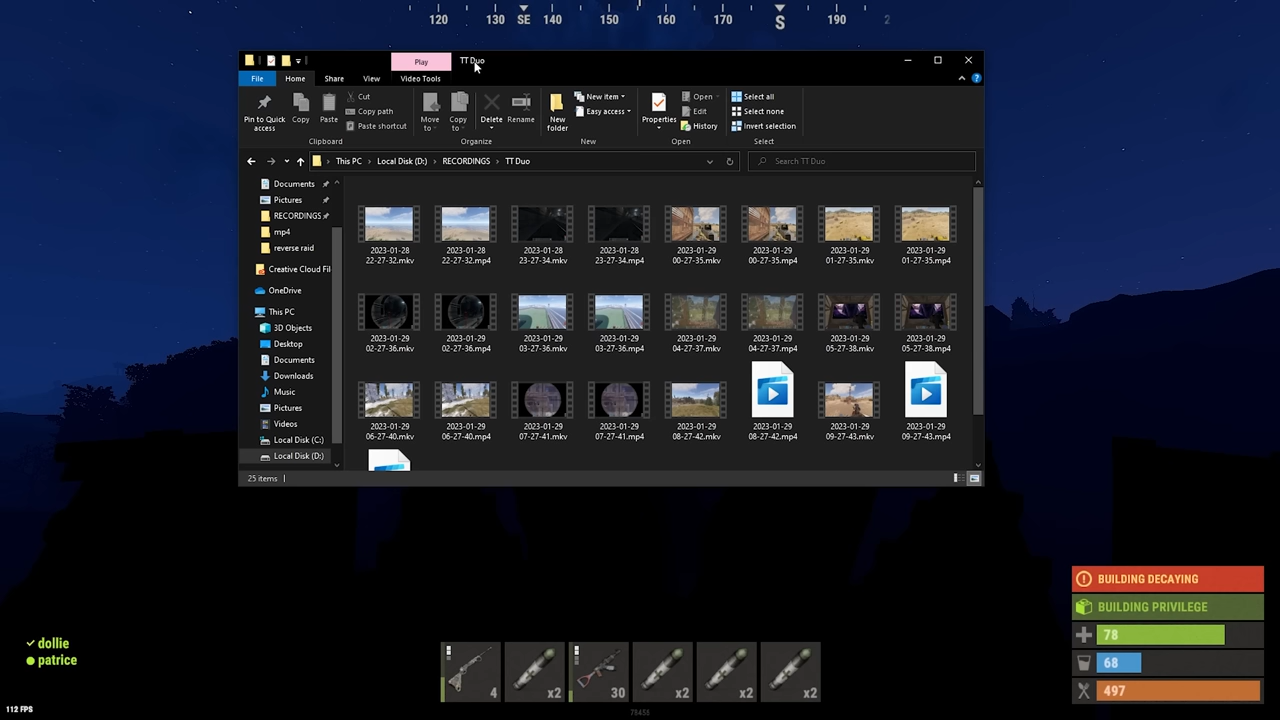 120 130 SE 140 150 160 170 S 190 2
Play TT Duo
File Home Share View Video Tools
Pin to Quick access
Copy
Paste
Cut
Copy path
Paste shortcut
Clipboard
Move to
Copy to
Delete
Rename
Organize
New folder
New item
Easy access
New
Properties
Open
Edit
History
Open
Select all
Select none
Invert selection
Select
This PC > Local Disk (D:) > RECORDINGS > TT Duo
Search TT Duo
Documents
Pictures
RECORDINGS
mp4
reverse raid
Creative Cloud Fil
OneDrive
This PC
3D Objects
Desktop
Documents
Downloads
Music
Pictures
Videos
Local Disk (C:)
Local Disk (D:)
2023-01-28 22-27-32.mkv
2023-01-28 22-27-32.mp4
2023-01-28 23-27-34.mkv
2023-01-28 23-27-34.mp4
2023-01-29 00-27-35.mkv
2023-01-29 00-27-35.mp4
2023-01-29 01-27-35.mkv
2023-01-29 01-27-35.mp4
2023-01-29 02-27-36.mkv
2023-01-29 02-27-36.mp4
2023-01-29 03-27-36.mkv
2023-01-29 03-27-36.mp4
2023-01-29 04-27-37.mkv
2023-01-29 04-27-37.mp4
2023-01-29 05-27-38.mkv
2023-01-29 05-27-38.mp4
2023-01-29 06-27-40.mkv
2023-01-29 06-27-40.mp4
2023-01-29 07-27-41.mkv
2023-01-29 07-27-41.mp4
2023-01-29 08-27-42.mkv
2023-01-29 08-27-42.mp4
2023-01-29 09-27-43.mkv
2023-01-29 09-27-43.mp4
25 items
BUILDING DECAYING
BUILDING PRIVILEGE
78
68
497
dollie
patrice
4 x2 30 x2 x2 x2
112 FPS